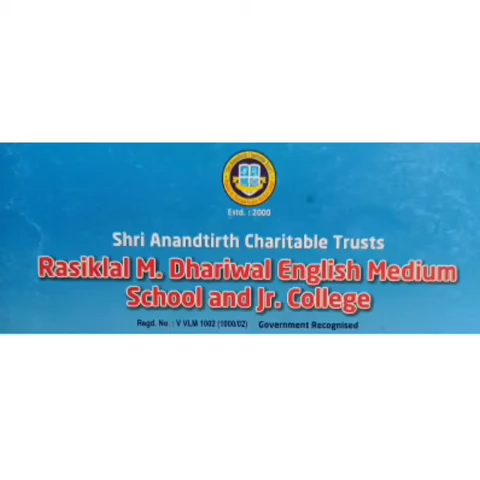 Estd. : 2000
Shri Anandtirth Charitable Trusts
Rasiklal M. Dhariwal English Medium
School and Jr. College
Regd. No. : V VLM 1002 (1000/02) Government Recognised